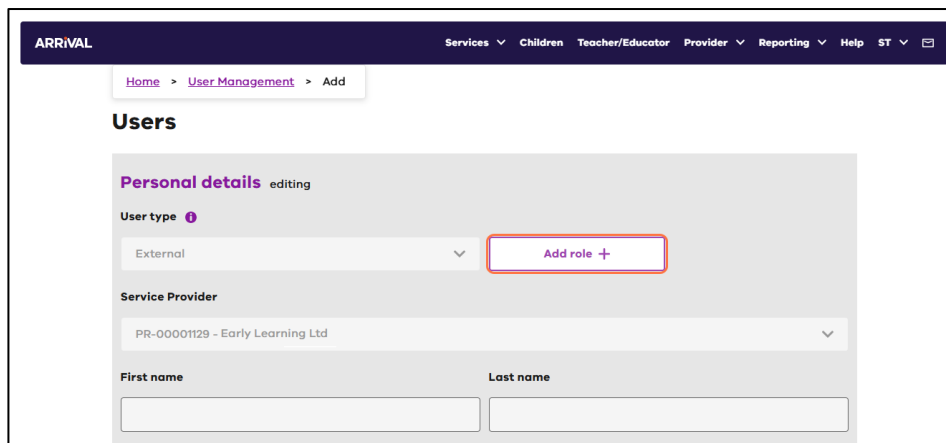 ARRIVAL Services Children Teacher/Educator Provider Reporting Help ST
Home > User Management > Add
Users
Personal details editing
User type
External Add role +
Service Provider
PR-00001129 - Early Learning Ltd
First name Last name